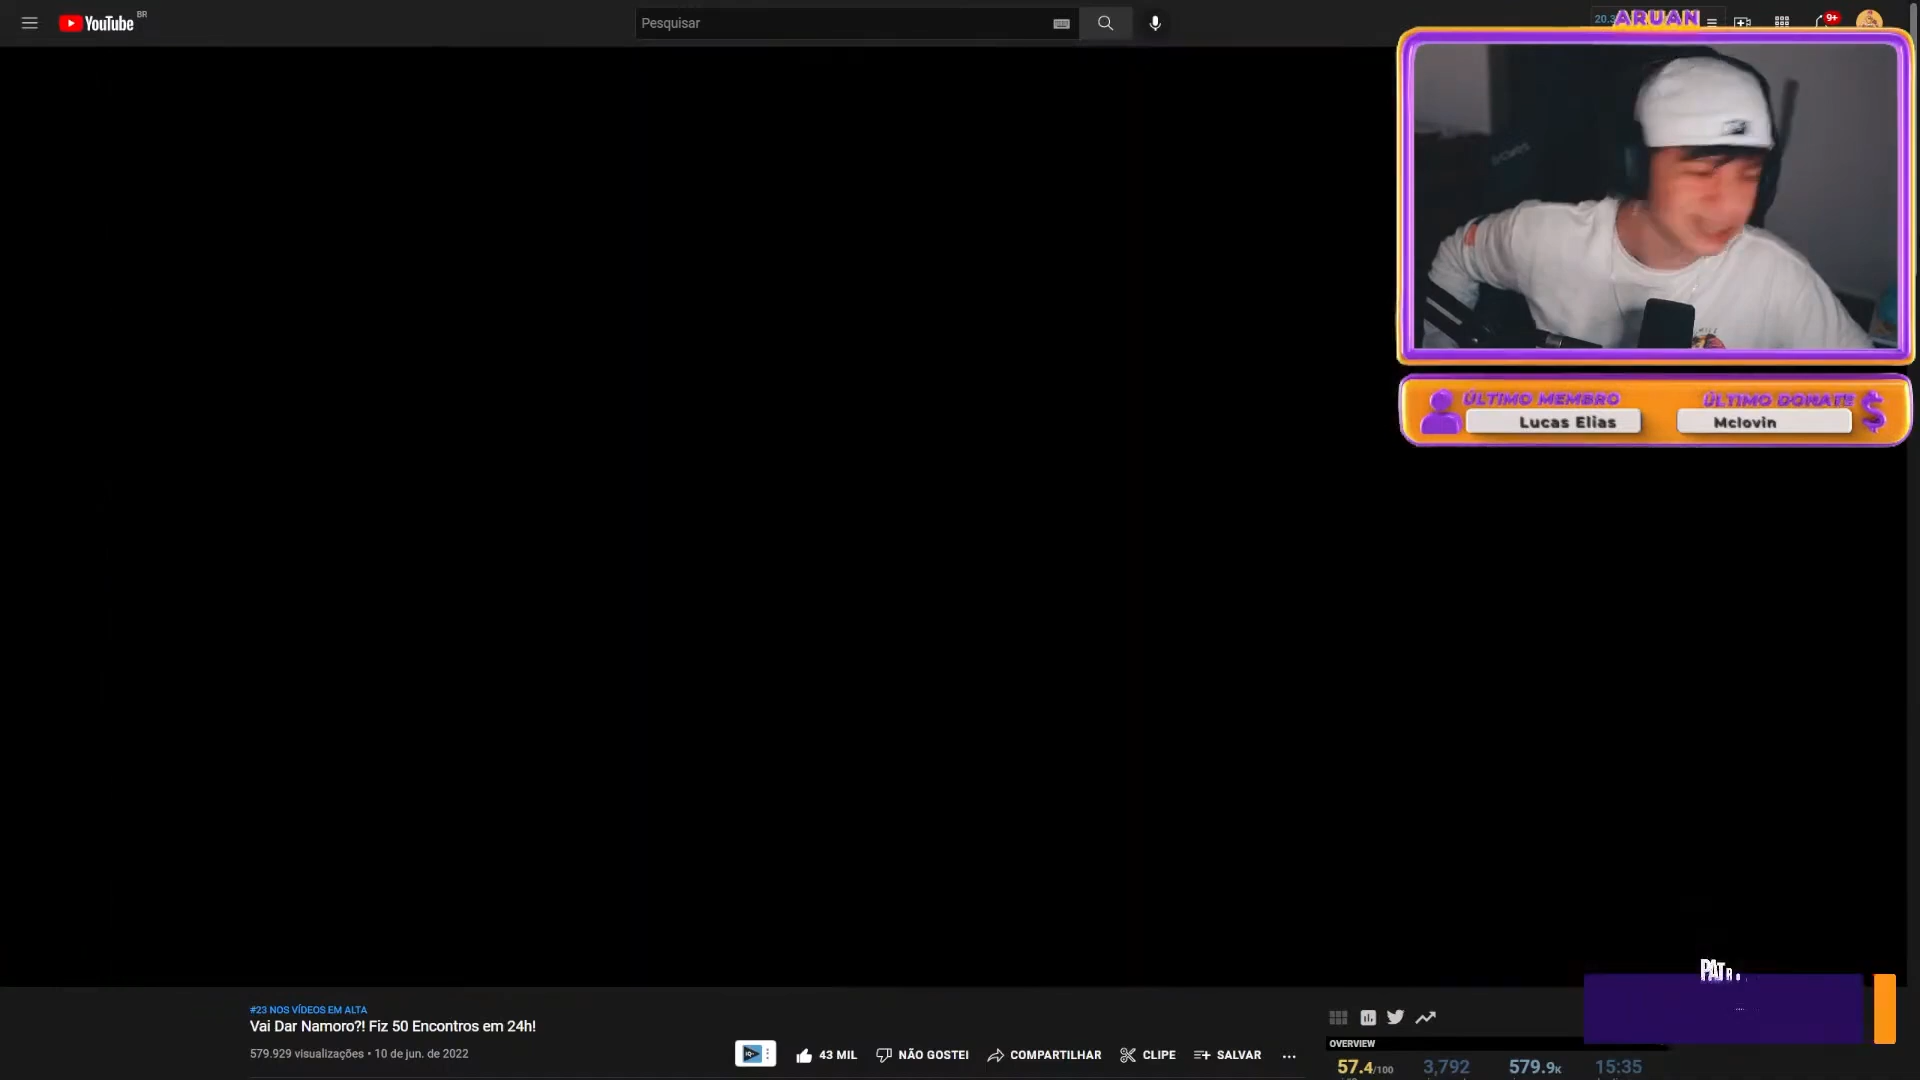 YouTube BR
Pesquisar
9+
ARUAN
ÚLTIMO MEMBRO
Lucas Elias
ÚLTIMO DONATE
Mclovin
#23 NOS VÍDEOS EM ALTA
Vai Dar Namoro?! Fiz 50 Encontros em 24h!
579.929 visualizações • 10 de jun. de 2022
43 MIL
NÃO GOSTEI
COMPARTILHAR
CLIPE
SALVAR
OVERVIEW
57.4/100
3,792
579.9K
15:35